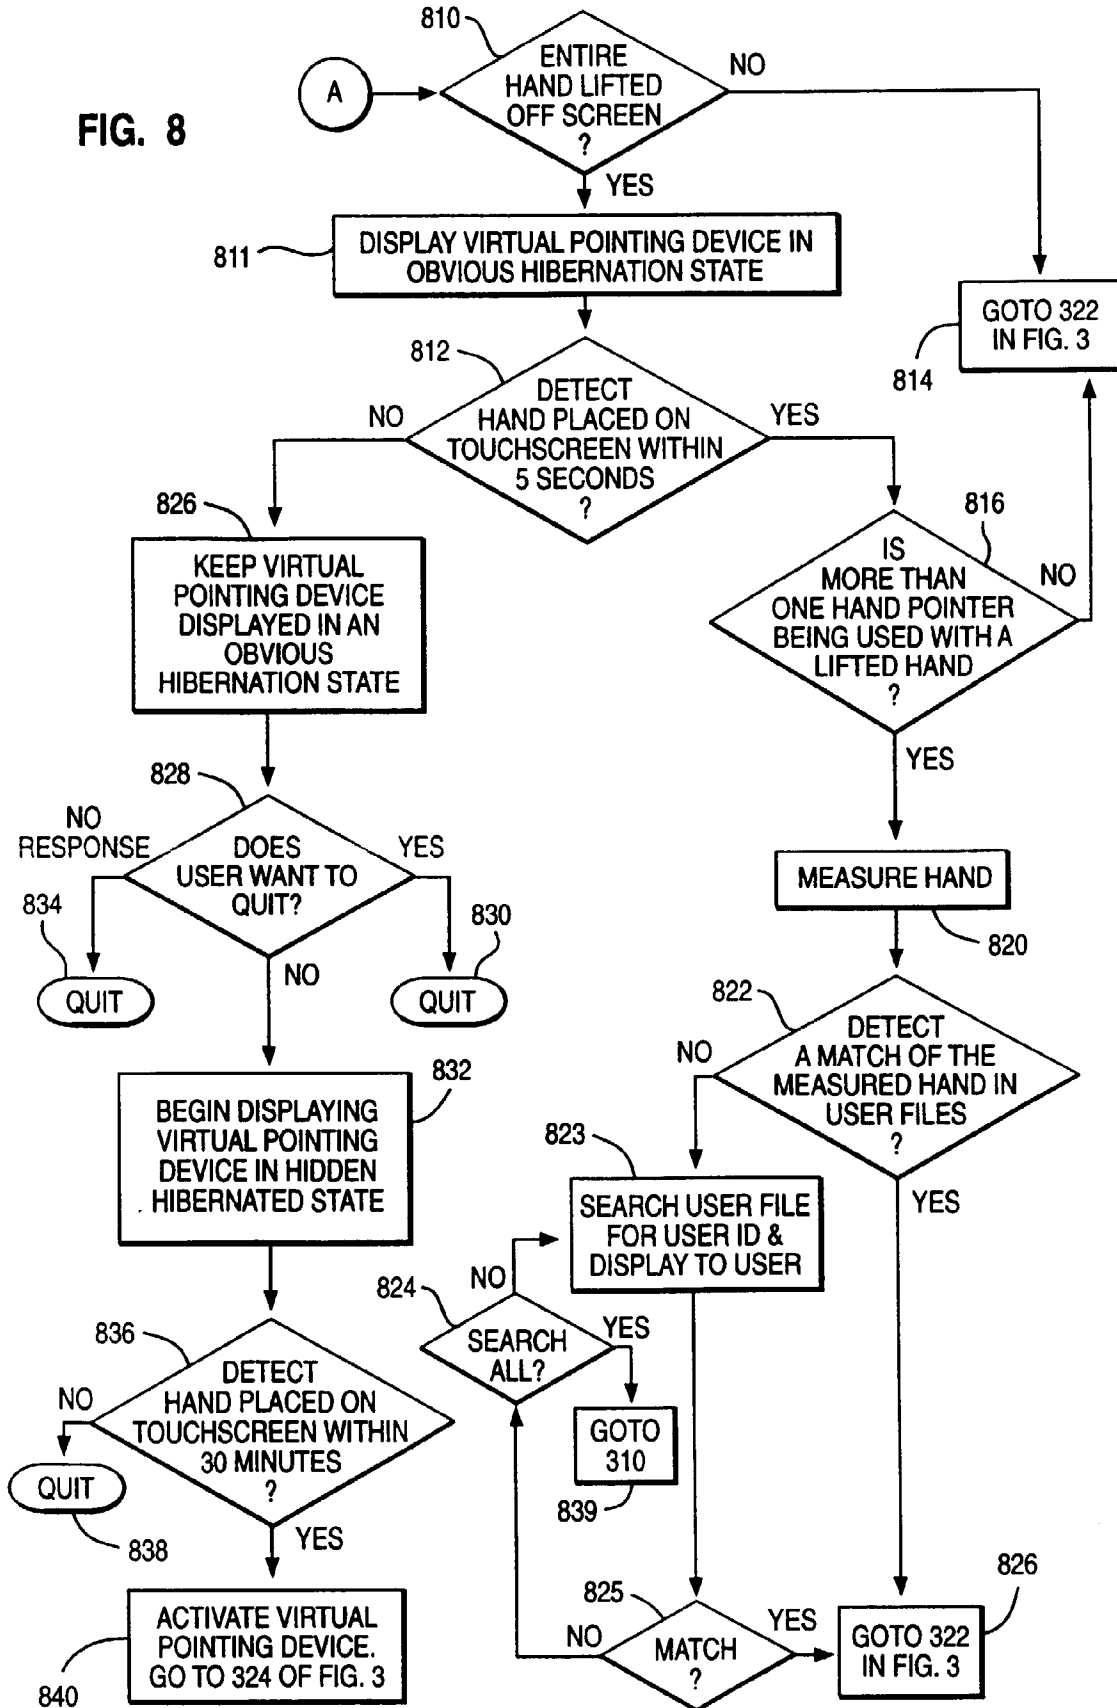 FIG. 8
810
A
ENTIRE
HAND LIFTED
OFF SCREEN
?
NO
YES
811
DISPLAY VIRTUAL POINTING DEVICE IN
OBVIOUS HIBERNATION STATE
GOTO 322
IN FIG. 3
814
812
DETECT
HAND PLACED ON
TOUCHSCREEN WITHIN
5 SECONDS
?
NO
YES
826
KEEP VIRTUAL
POINTING DEVICE
DISPLAYED IN AN
OBVIOUS
HIBERNATION STATE
816
IS
MORE THAN
ONE HAND POINTER
BEING USED WITH A
LIFTED HAND
?
NO
YES
828
DOES
USER WANT TO
QUIT?
NO
RESPONSE
YES
834
QUIT
830
QUIT
NO
MEASURE HAND
820
822
DETECT
A MATCH OF THE
MEASURED HAND IN
USER FILES
?
NO
YES
832
BEGIN DISPLAYING
VIRTUAL POINTING
DEVICE IN HIDDEN
HIBERNATED STATE
823
SEARCH USER FILE
FOR USER ID &
DISPLAY TO USER
824
NO
SEARCH
ALL?
YES
GOTO
310
839
836
DETECT
HAND PLACED ON
TOUCHSCREEN WITHIN
30 MINUTES
?
NO
QUIT
838
YES
840
ACTIVATE VIRTUAL
POINTING DEVICE.
GO TO 324 OF FIG. 3
825
MATCH
?
NO
YES
826
GOTO 322
IN FIG. 3